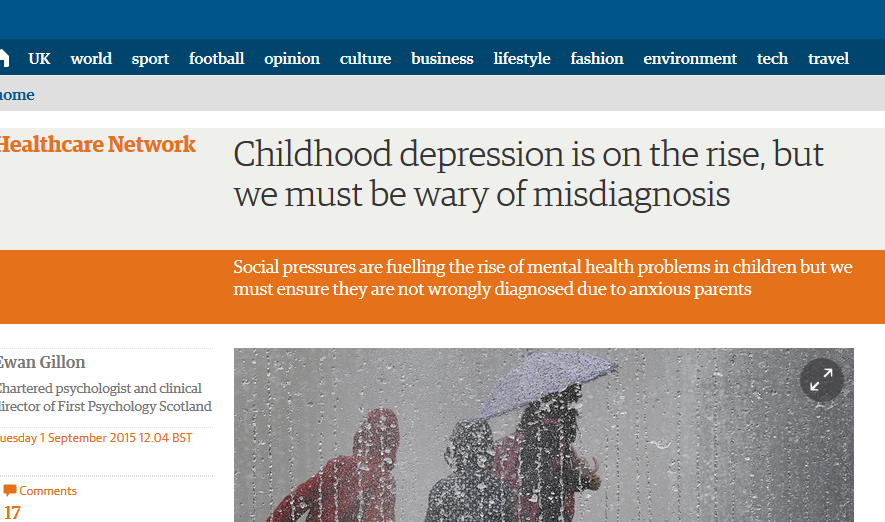 UK world sport football opinion culture business lifestyle fashion environment tech travel
home
Healthcare Network
Childhood depression is on the rise, but
we must be wary of misdiagnosis
Social pressures are fuelling the rise of mental health problems in children but we
must ensure they are not wrongly diagnosed due to anxious parents
Ewan Gillon
Chartered psychologist and clinical
director of First Psychology Scotland
Tuesday 1 September 2015 12.04 BST
Comments
17